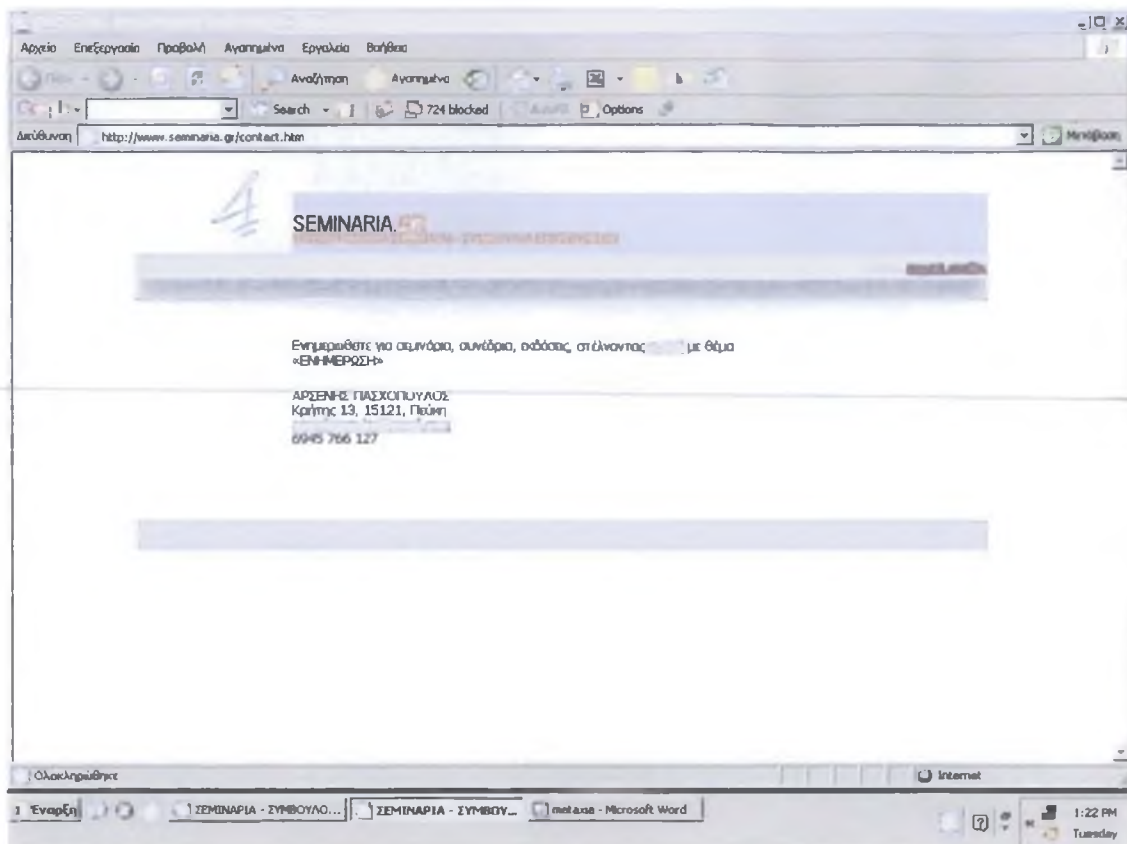 Αρχείο Επεξεργασία Προβολή Αγαπημένα Εργαλεία Βοήθεια
Αναζήτηση Αγαπημένα
Search 724 blocked Options
Διεύθυνση http://www.seminaria.gr/contact.htm Μετάβαση
4
SEMINARIA.
Ενημερωθείτε για σεμινάρια, συνέδρια, εκδόσεις, στέλνοντας με θέμα
«ΕΝΗΜΕΡΩΣΗ»
ΑΡΣΕΝΗΣ ΠΑΣΧΟΠΟΥΛΟΣ
Κρήτης 13, 15121, Πεύκη
6945 766 127
Ολοκληρώθηκε Internet
Έναρξη ΣΕΜΙΝΑΡΙΑ - ΣΥΜΒΟΥΛΟ... ΣΕΜΙΝΑΡΙΑ - ΣΥΜΒΟΥ... metaxas - Microsoft Word 1:22 PM
Tuesday